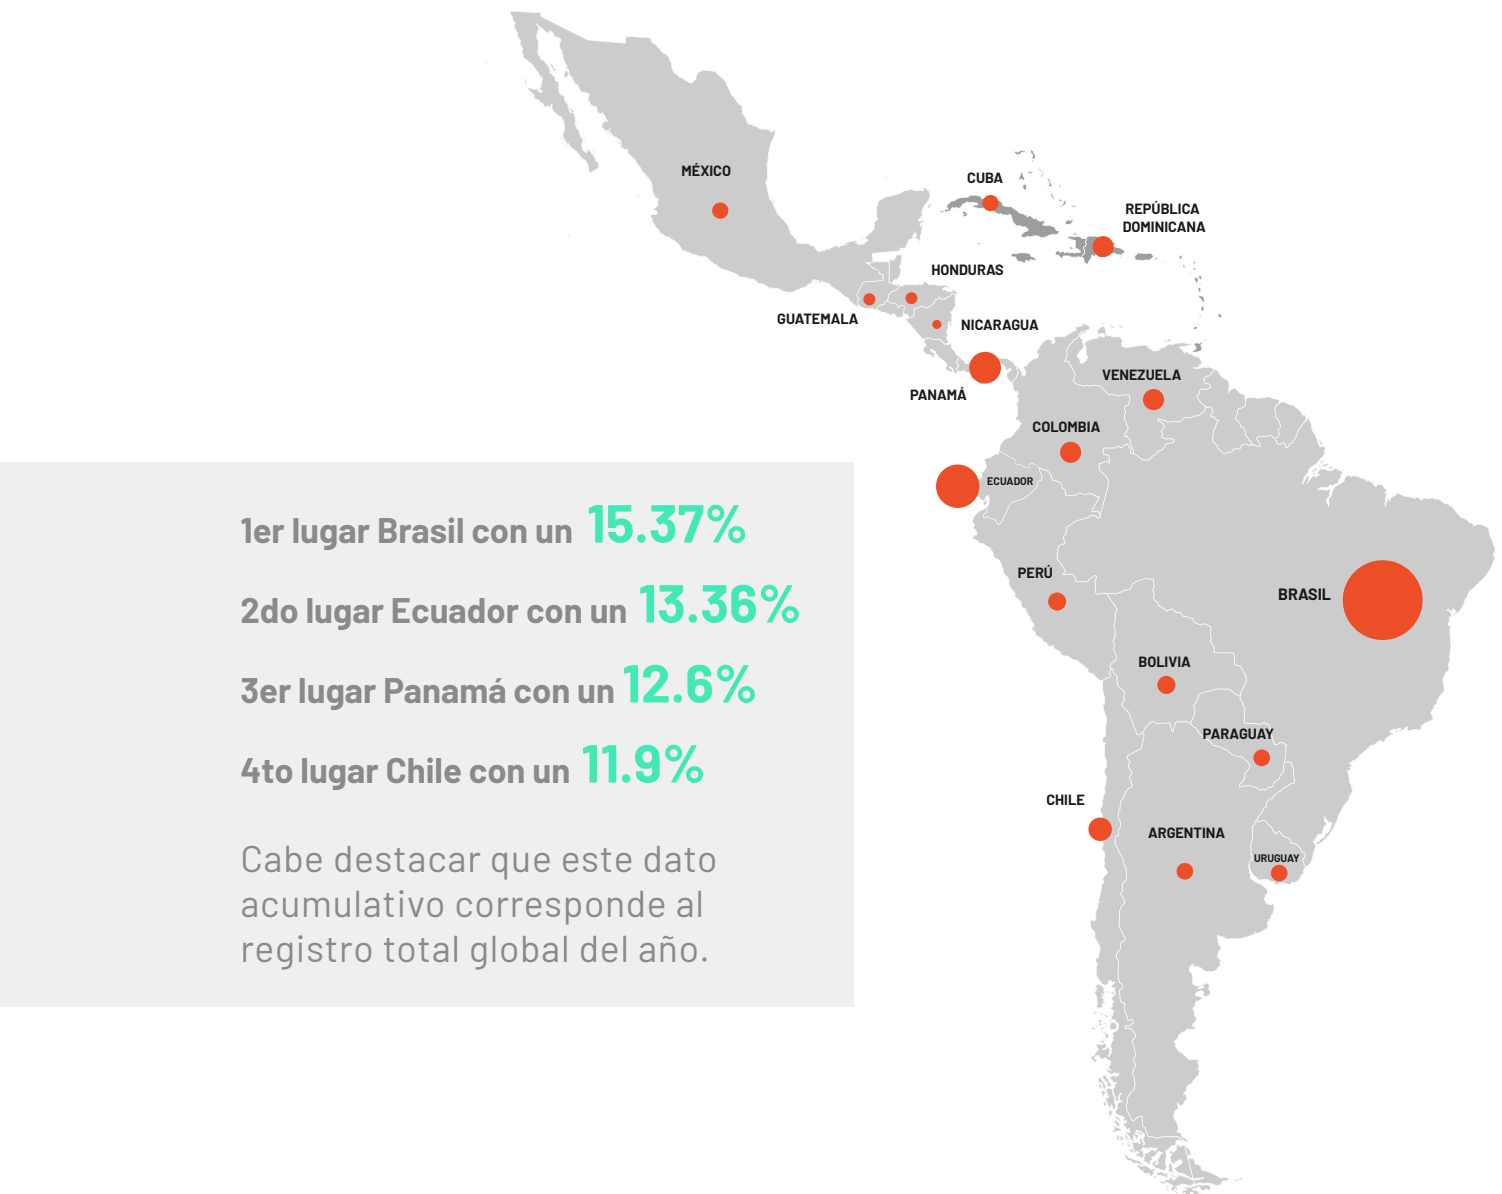 MÉXICO
CUBA
REPÚBLICA
DOMINICANA
HONDURAS
GUATEMALA
NICARAGUA
PANAMÁ
VENEZUELA
COLOMBIA
ECUADOR
1er lugar Brasil con un 15.37%
2do lugar Ecuador con un 13.36%
3er lugar Panamá con un 12.6%
4to lugar Chile con un 11.9%
Cabe destacar que este dato
acumulativo corresponde al
registro total global del año.
PERÚ
BRASIL
BOLIVIA
PARAGUAY
CHILE
ARGENTINA
URUGUAY